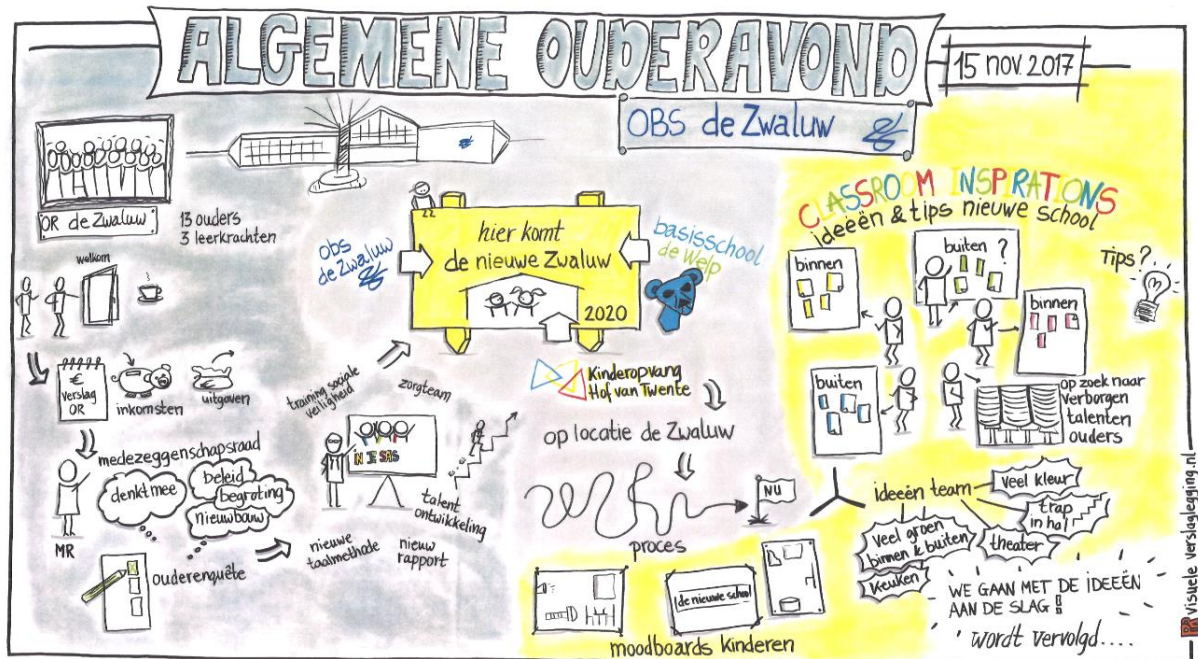 ALGEMENE OUDERAVOND
15 nov. 2017
OBS de Zwaluw
OR de Zwaluw
13 ouders
3 leerkrachten
welkom
€
verslag
OR
inkomsten
uitgaven
medezeggenschapsraad
denkt mee
beleid
begroting
nieuwbouw
MR
ouderenquête
training sociale
veiligheid
zorgteam
IN JE SAS
talent
ontwikkeling
nieuwe
taalmethode
nieuw
rapport
obs
de Zwaluw
hier komt
de nieuwe Zwaluw
2020
basisschool
de Welp
Kinderopvang
Hof van Twente
op locatie de Zwaluw
NU
proces
de nieuwe school
moodboards kinderen
CLASSROOM INSPIRATIONS
ideeën & tips nieuwe school
binnen
buiten ?
binnen
Tips ?
buiten
op zoek naar
verborgen
talenten
ouders
ideeën team
veel kleur
trap
in hal
theater
veel groen
binnen & buiten
keuken
WE GAAN MET DE IDEEËN
AAN DE SLAG !
wordt vervolgd....
visuele verslaglegging.nl